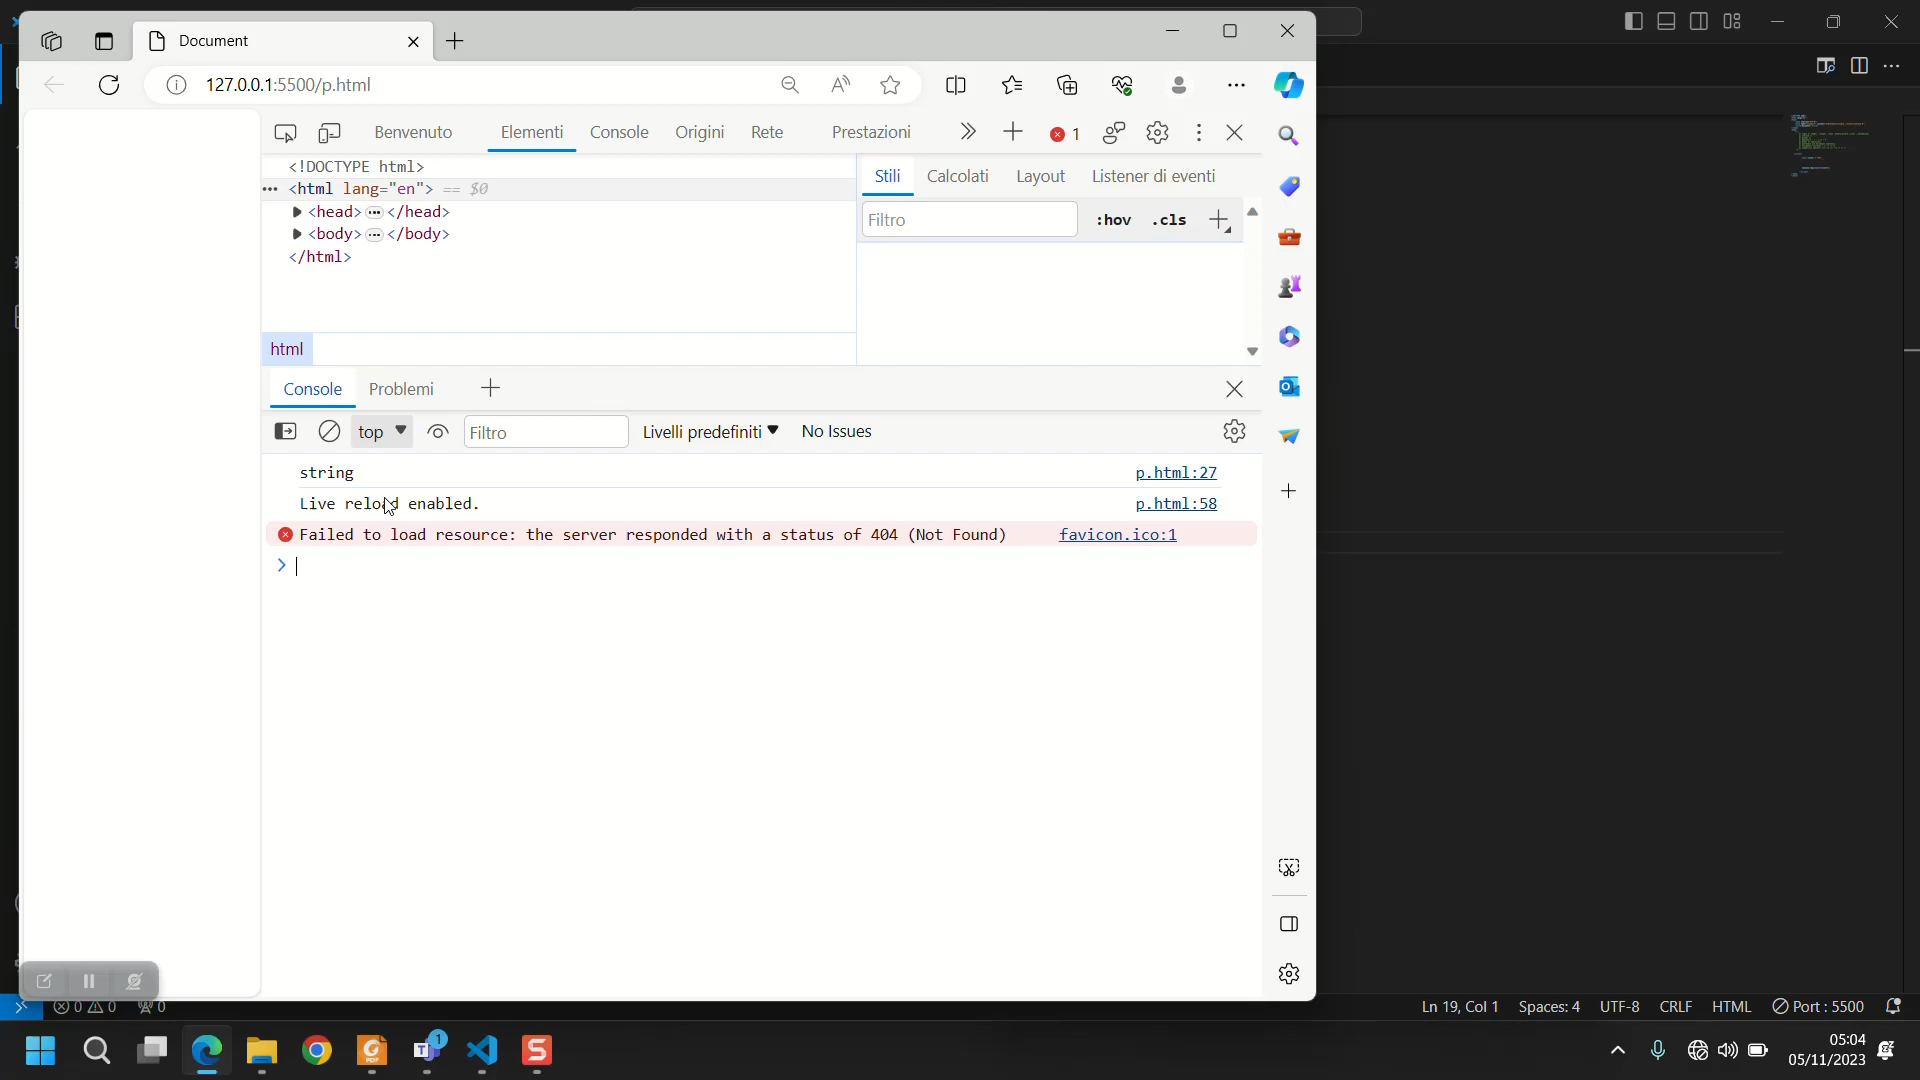 Document
127.0.0.1:5500/p.html
Benvenuto Elementi Console Origini Rete Prestazioni 1
<!DOCTYPE html>
<html lang="en"> == $0
<head> </head>
<body> </body>
</html>
html
Stili Calcolati Layout Listener di eventi
Filtro :hov .cls
Console Problemi
top Filtro Livelli predefiniti No Issues
string p.html:27
Live reload enabled. p.html:58
Failed to load resource: the server responded with a status of 404 (Not Found) favicon.ico:1
0 0 0 Ln 19, Col 1 Spaces: 4 UTF-8 CRLF HTML Port : 5500
1
05:04
05/11/2023